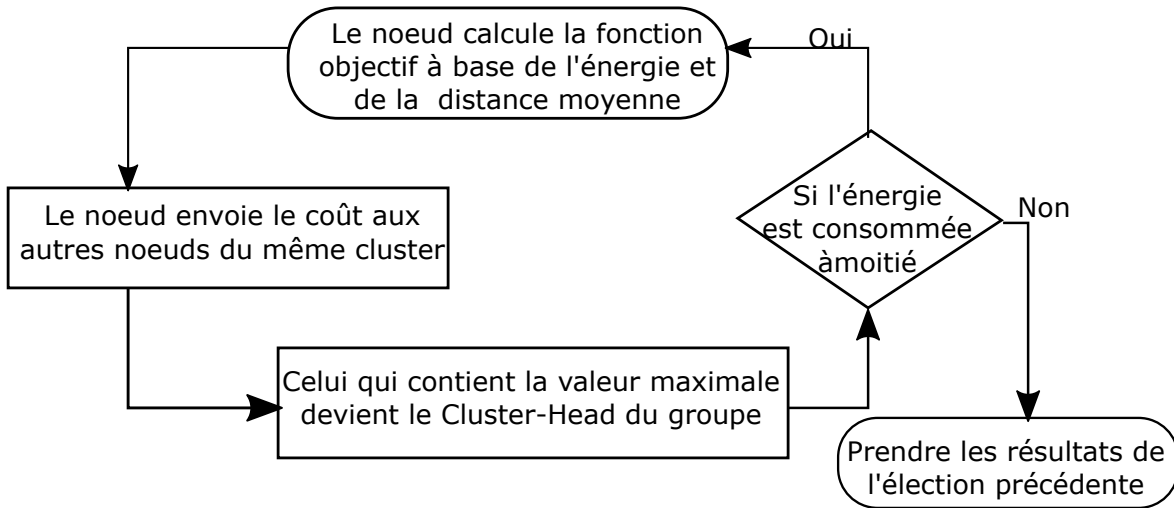 Le noeud calcule la fonction
objectif à base de l'énergie et
de la distance moyenne
Oui
Le noeud envoie le coût aux
autres noeuds du même cluster
Si l'énergie
est consommée
àmoitié
Non
Celui qui contient la valeur maximale
devient le Cluster-Head du groupe
Prendre les résultats de
l'élection précédente